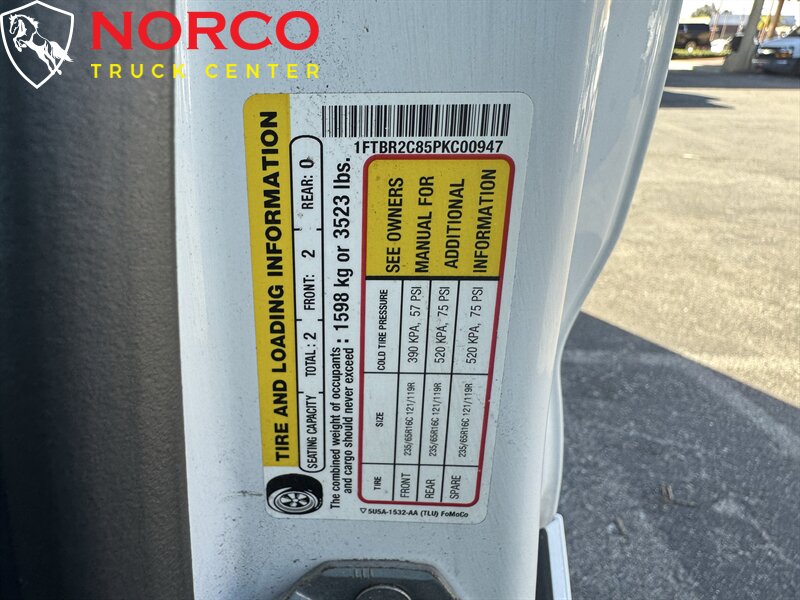 NORCO
TRUCK CENTER
1FTBR2C85PKC00947
TIRE AND LOADING INFORMATION
SEATING CAPACITY TOTAL: 2 FRONT: 2 REAR: 0
The combined weight of occupants
and cargo should never exceed : 1598 kg or 3523 lbs.
TIRE SIZE COLD TIRE PRESSURE
FRONT 235/65R16C 121/119R 390 KPA, 57 PSI
REAR 235/65R16C 121/119R 520 KPA, 75 PSI
SPARE 235/65R16C 121/119R 520 KPA, 75 PSI
SEE OWNERS
MANUAL FOR
ADDITIONAL
INFORMATION
5U5A-1532-AA (TLU) FoMoCo